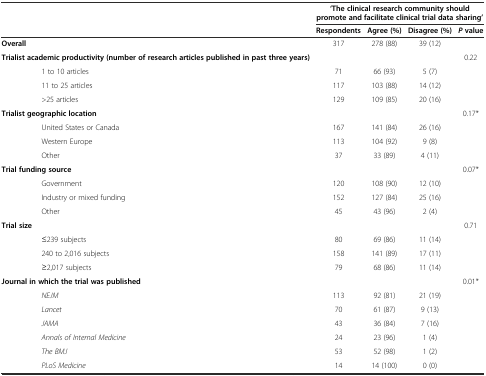 'The clinical research community should
promote and facilitate clinical trial data sharing'
Respondents Agree (%) Disagree (%) P value
Overall 317 278 (88) 39 (12)
Trialist academic productivity (number of research articles published in past three years) 0.22
1 to 10 articles 71 66 (93) 5 (7)
11 to 25 articles 117 103 (88) 14 (12)
>25 articles 129 109 (85) 20 (16)
Trialist geographic location 0.17*
United States or Canada 167 141 (84) 26 (16)
Western Europe 113 104 (92) 9 (8)
Other 37 33 (89) 4 (11)
Trial funding source 0.07*
Government 120 108 (90) 12 (10)
Industry or mixed funding 152 127 (84) 25 (16)
Other 45 43 (96) 2 (4)
Trial size 0.71
≤239 subjects 80 69 (86) 11 (14)
240 to 2,016 subjects 158 141 (89) 17 (11)
≥2,017 subjects 79 68 (86) 11 (14)
Journal in which the trial was published 0.01*
NEJM 113 92 (81) 21 (19)
Lancet 70 61 (87) 9 (13)
JAMA 43 36 (84) 7 (16)
Annals of Internal Medicine 24 23 (96) 1 (4)
The BMJ 53 52 (98) 1 (2)
PLoS Medicine 14 14 (100) 0 (0)